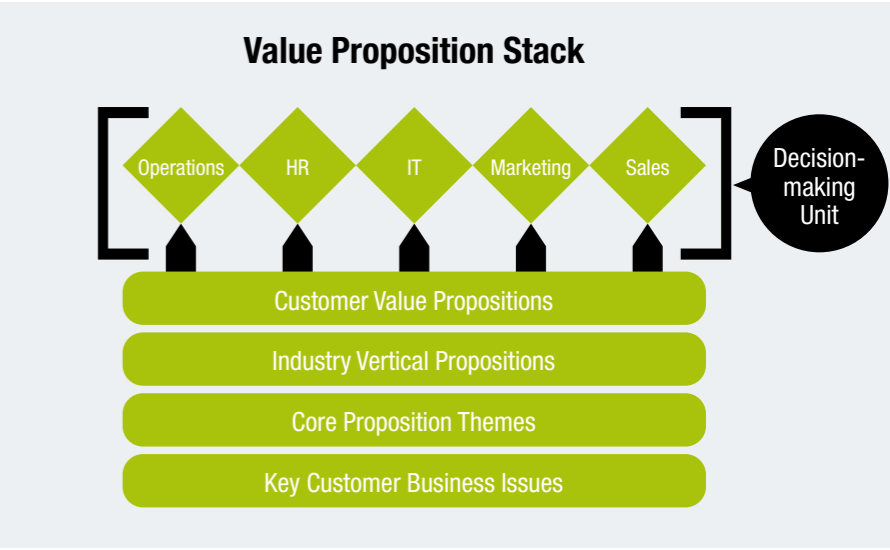 Value Proposition Stack
Operations
HR
IT
Marketing
Sales
Decision-
making
Unit
Customer Value Propositions
Industry Vertical Propositions
Core Proposition Themes
Key Customer Business Issues